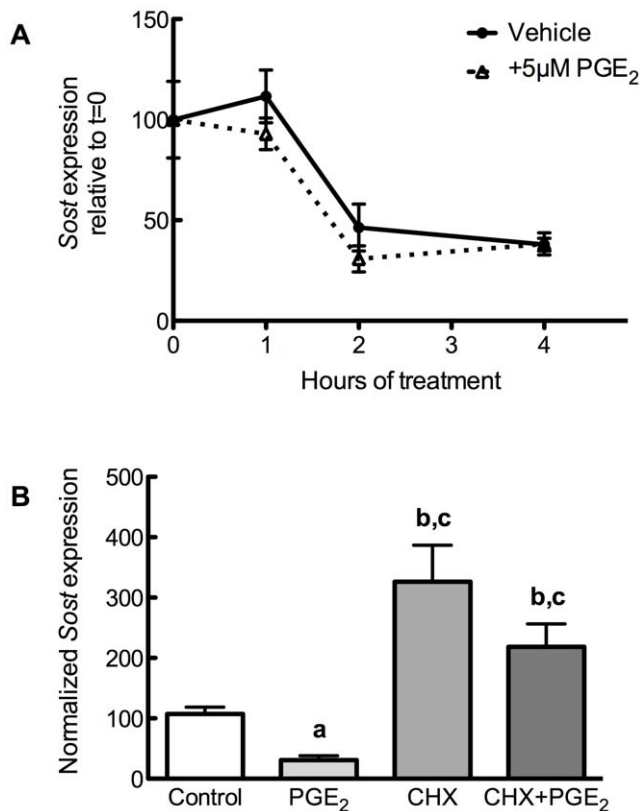 A
150
100
50
0
Sost expression
relative to t=0
Vehicle
+5µM PGE₂
0 1 2 3 4
Hours of treatment
B
500
400
300
200
100
0
Normalized Sost expression
a
b,c
b,c
Control PGE₂ CHX CHX+PGE₂